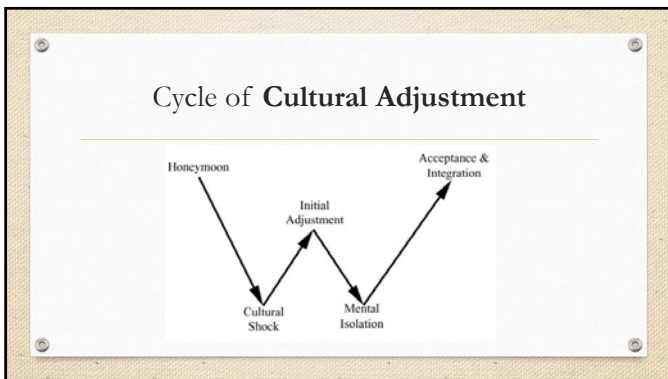 Cycle of Cultural Adjustment
Honeymoon
Acceptance &
Integration
Initial
Adjustment
Cultural
Shock
Mental
Isolation